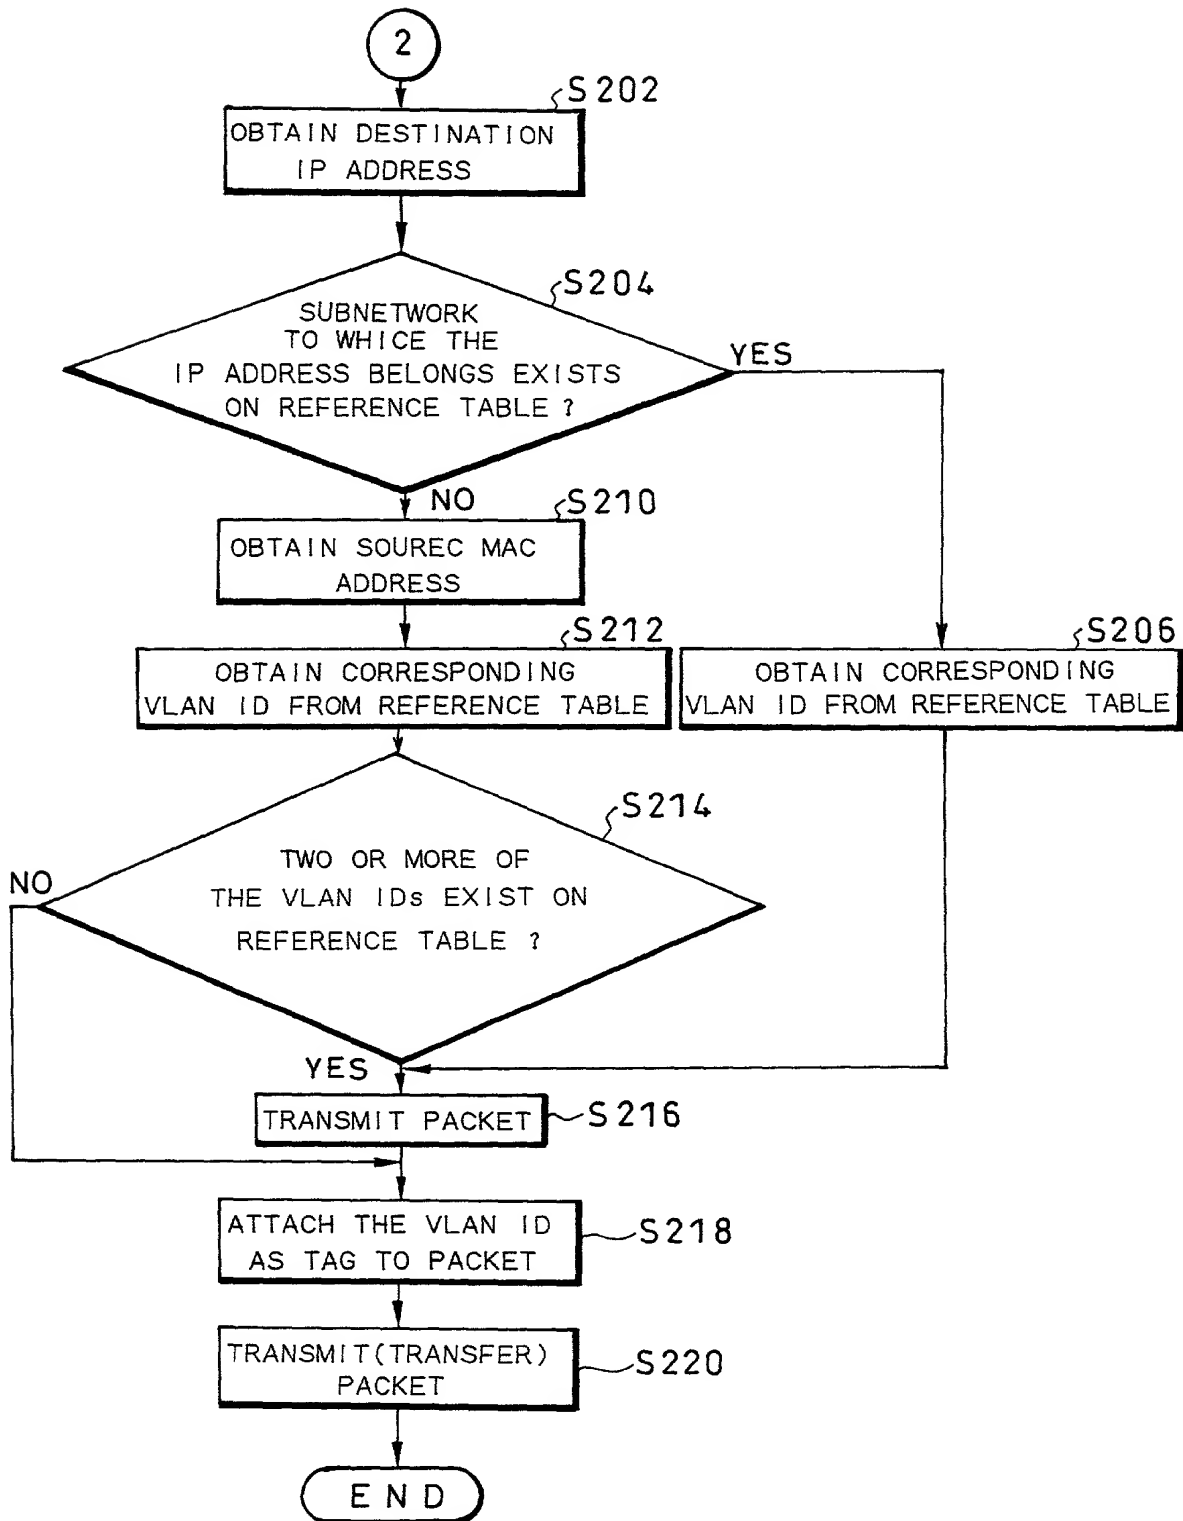 2
S202
OBTAIN DESTINATION
IP ADDRESS
S204
SUBNETWORK
TO WHICE THE
IP ADDRESS BELONGS EXISTS
ON REFERENCE TABLE ?
YES
NO
S210
OBTAIN SOUREC MAC
ADDRESS
S212
OBTAIN CORRESPONDING
VLAN ID FROM REFERENCE TABLE
S206
OBTAIN CORRESPONDING
VLAN ID FROM REFERENCE TABLE
S214
TWO OR MORE OF
THE VLAN IDs EXIST ON
REFERENCE TABLE ?
NO
YES
TRANSMIT PACKET
S216
ATTACH THE VLAN ID
AS TAG TO PACKET
S218
TRANSMIT(TRANSFER)
PACKET
S220
END